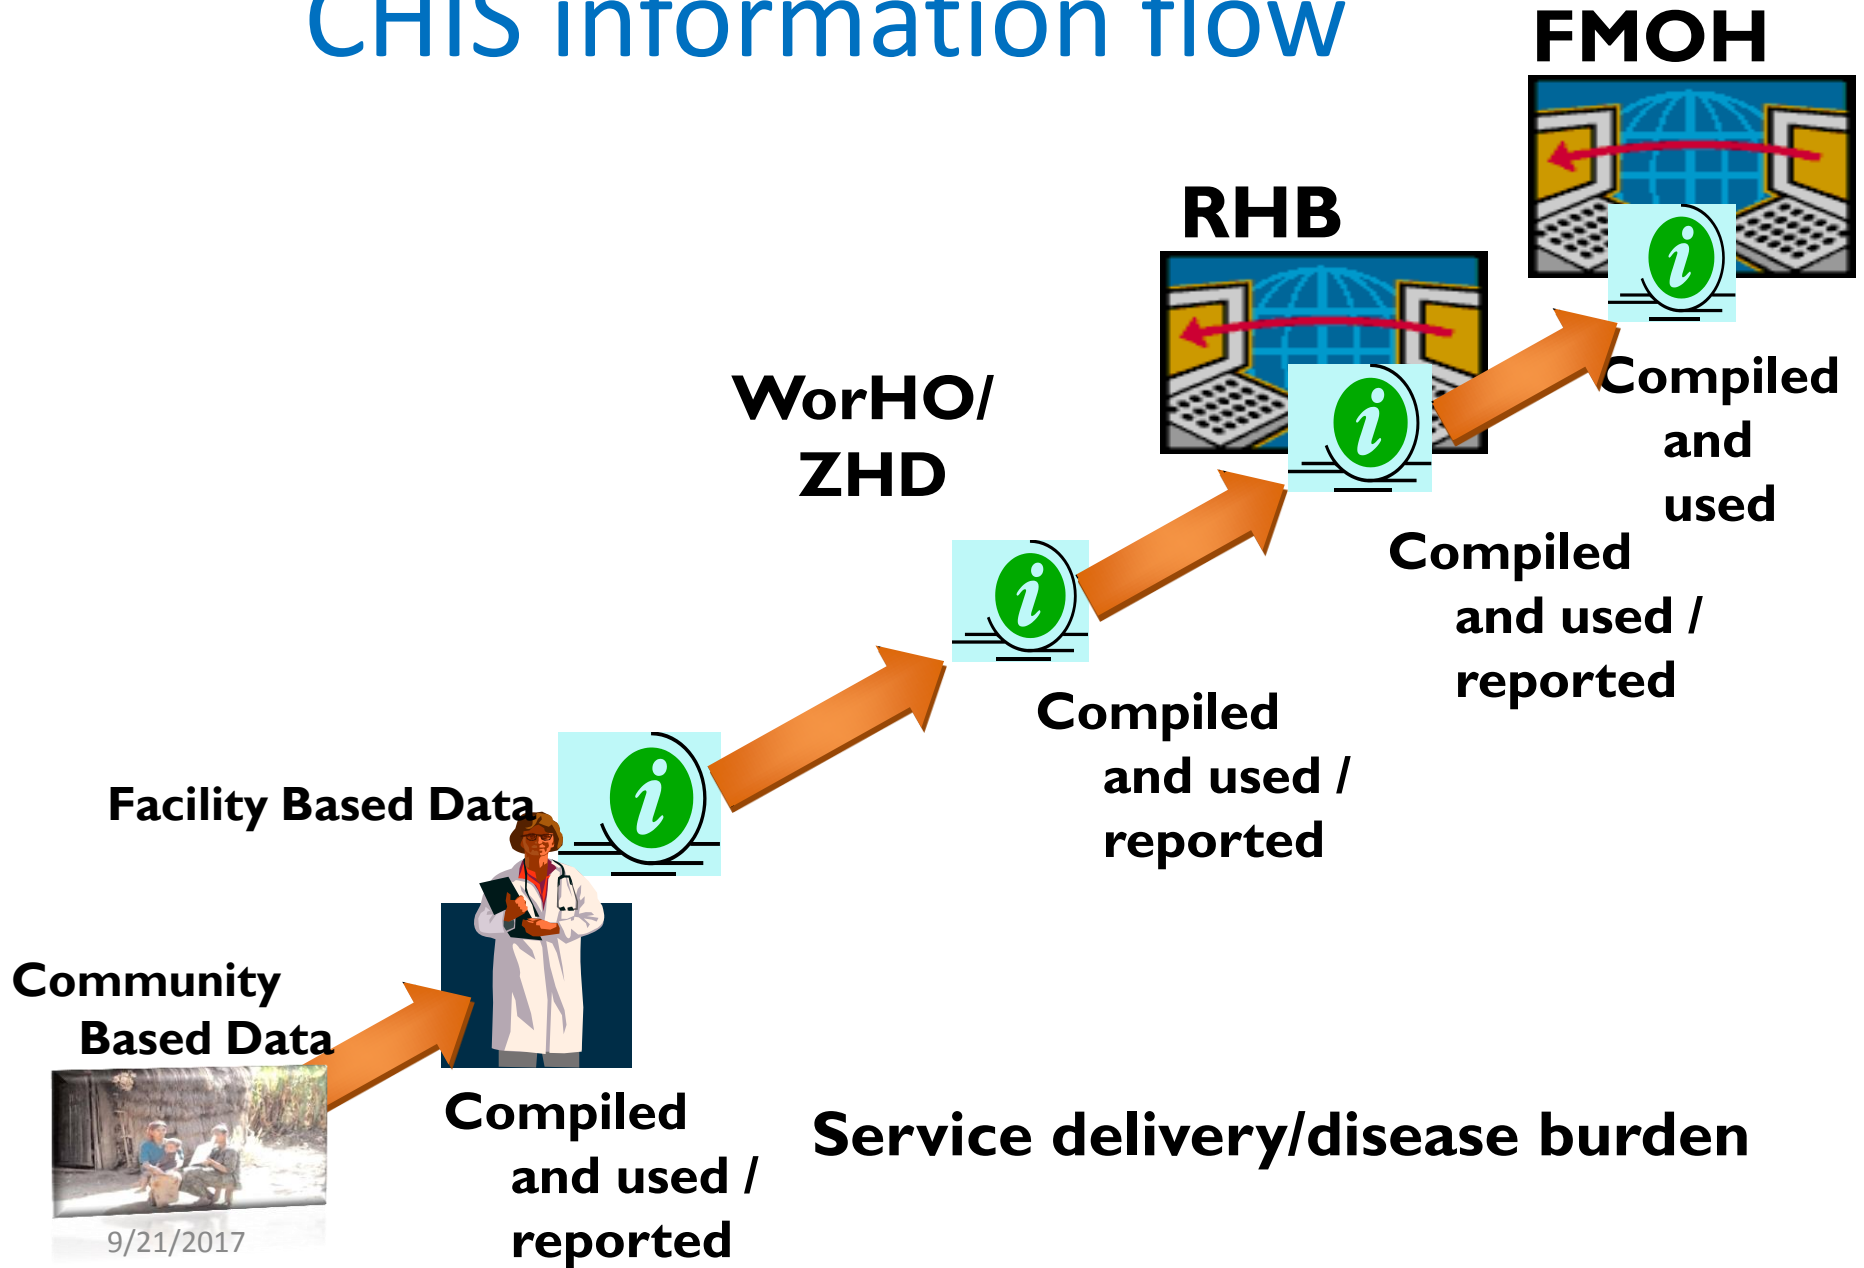 CHIS information flow
FMOH
RHB
WorHO/
ZHD
Compiled
and
used
Compiled
and used /
reported
Compiled
and used /
reported
Facility Based Data
Community
Based Data
Compiled
and used /
reported
Service delivery/disease burden
9/21/2017